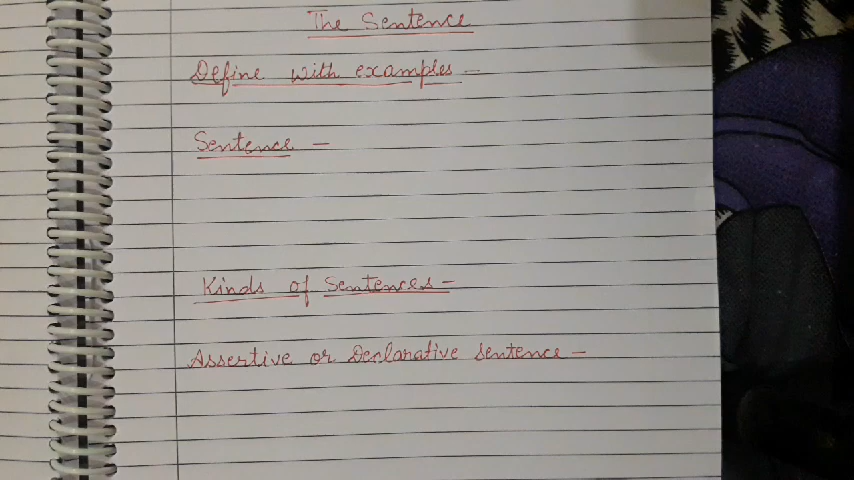 The Sentence
Define with examples -
Sentence -
Kinds of Sentences -
Assertive or Declarative sentence -